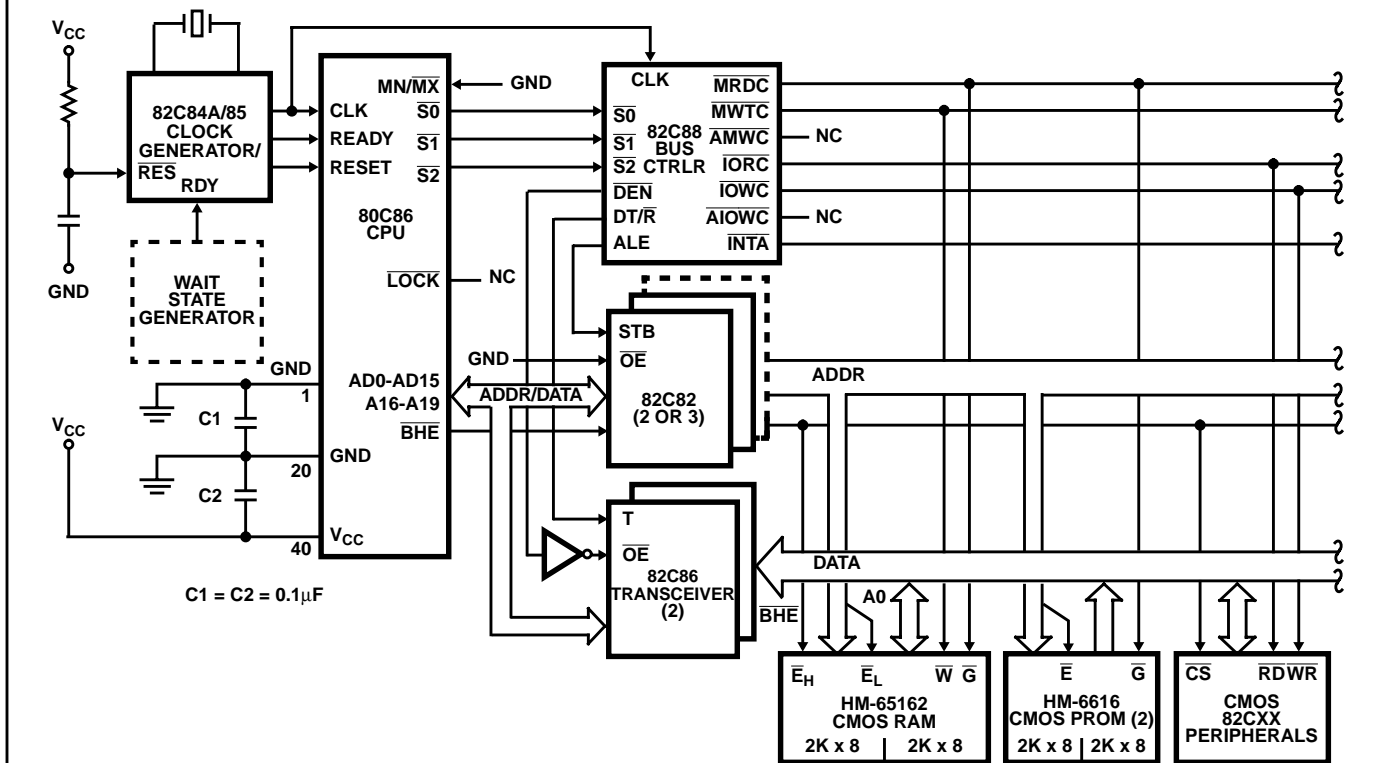 VCC
82C84A/85
CLOCK
GENERATOR/
RES
RDY
GND
WAIT
STATE
GENERATOR
MN/MX
GND
CLK
S0
READY
S1
RESET
S2
80C86
CPU
LOCK
NC
GND
1
AD0-AD15
A16-A19
ADDR/DATA
BHE
C1
VCC
20
GND
C2
40
VCC
C1 = C2 = 0.1μF
CLK
MRDC
S0
MWTC
S1
82C88
BUS
CTRLR
AMWC
NC
S2
IORC
DEN
IOWC
DT/R
AIOWC
NC
ALE
INTA
STB
GND
OE
82C82
(2 OR 3)
ADDR
T
OE
82C86
TRANSCEIVER
(2)
DATA
A0
BHE
EH
EL
W
G
HM-65162
CMOS RAM
2K x 8
2K x 8
E
G
HM-6616
CMOS PROM (2)
2K x 8
2K x 8
CS
RD
WR
CMOS
82CXX
PERIPHERALS